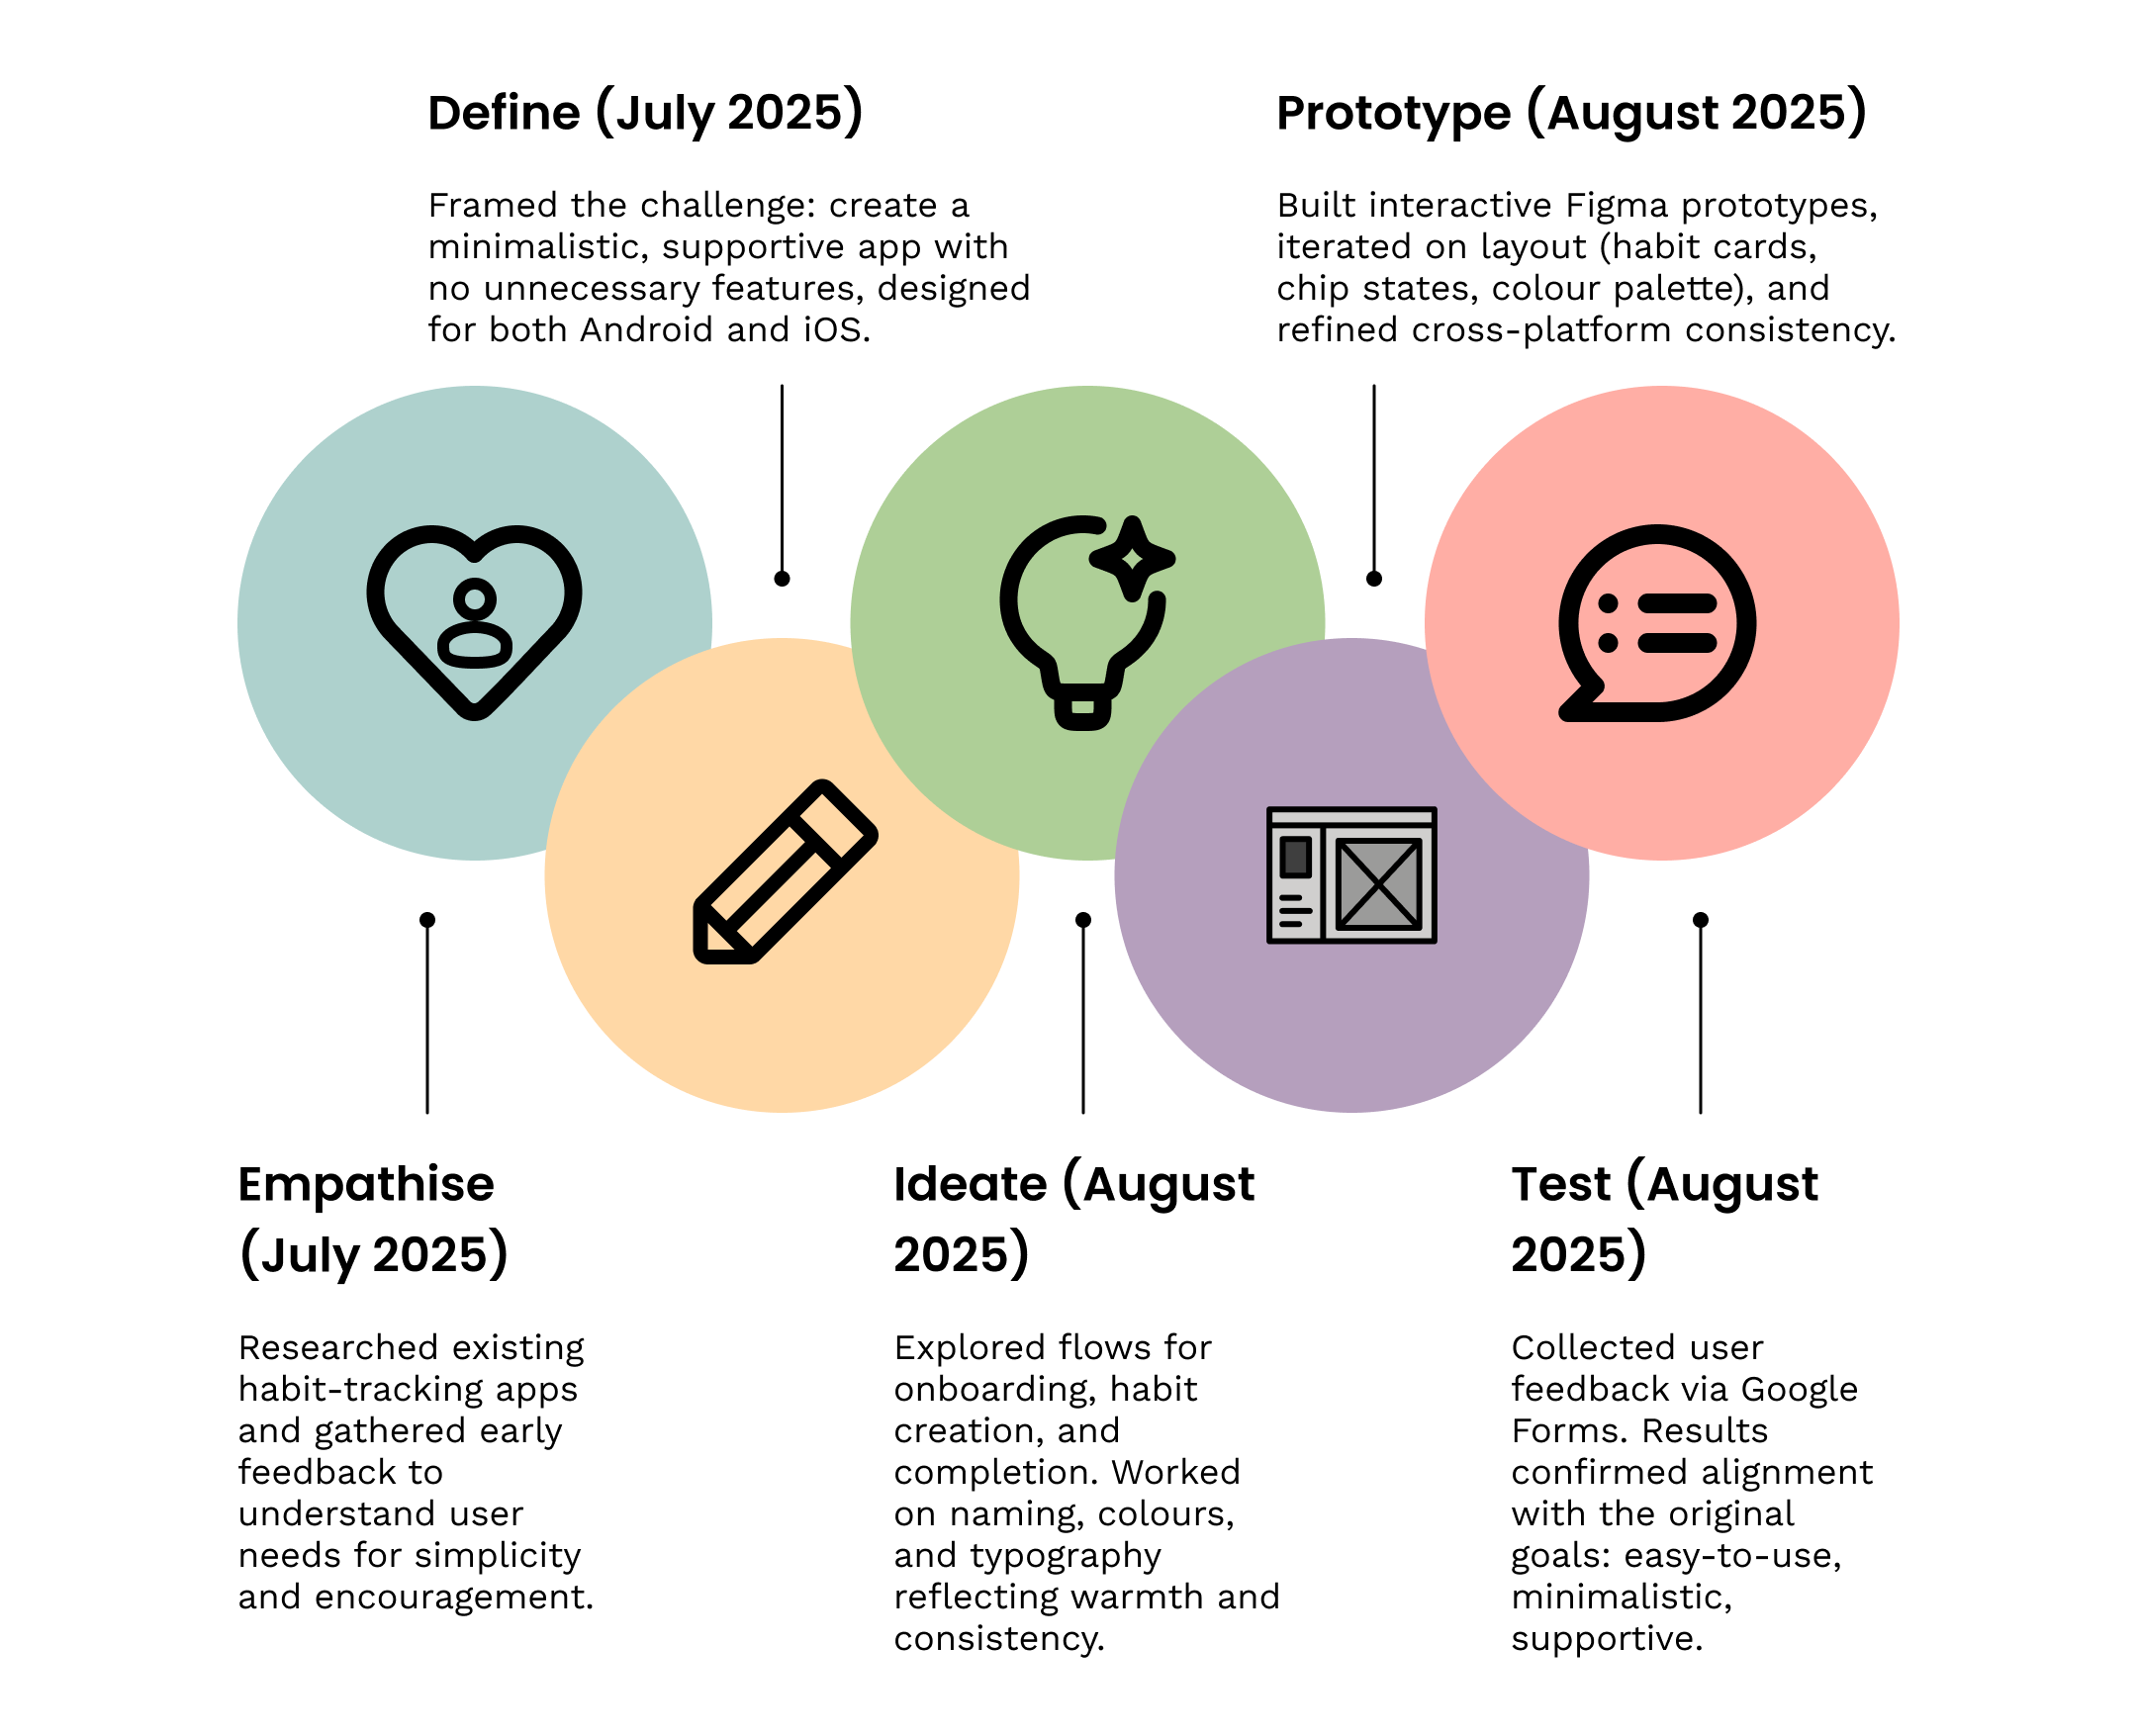 Define (July 2025)
Framed the challenge: create a
minimalistic, supportive app with
no unnecessary features, designed
for both Android and iOS.
Prototype (August 2025)
Built interactive Figma prototypes,
iterated on layout (habit cards,
chip states, colour palette), and
refined cross-platform consistency.
Empathise
(July 2025)
Researched existing
habit-tracking apps
and gathered early
feedback to
understand user
needs for simplicity
and encouragement.
Ideate (August
2025)
Explored flows for
onboarding, habit
creation, and
completion. Worked
on naming, colours,
and typography
reflecting warmth and
consistency.
Test (August
2025)
Collected user
feedback via Google
Forms. Results
confirmed alignment
with the original
goals: easy-to-use,
minimalistic,
supportive.